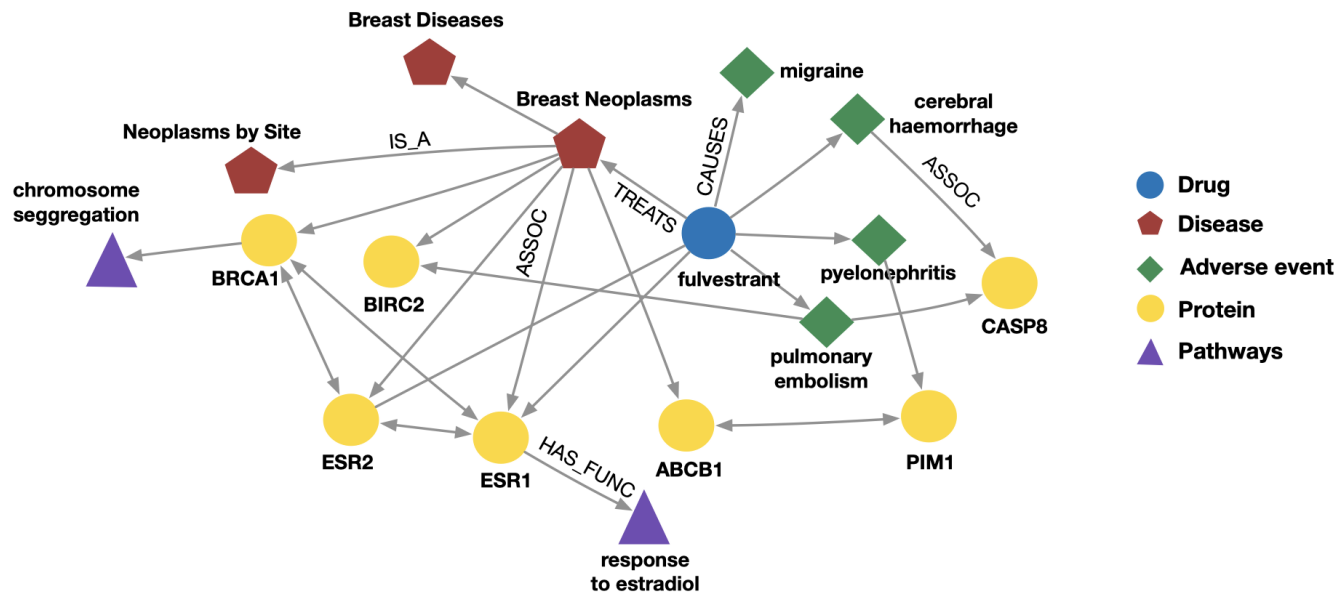 Breast Diseases
migraine
Breast Neoplasms
cerebral
haemorrhage
Neoplasms by Site
IS_A
CAUSES
ASSOC
chromosome
seggregation
TREATS
Drug
Disease
ASSOC
BRCA1
BIRC2
fulvestrant
pyelonephritis
Adverse event
Protein
CASP8
pulmonary
embolism
Pathways
ESR2
ESR1
HAS_FUNC
ABCB1
PIM1
response
to estradiol